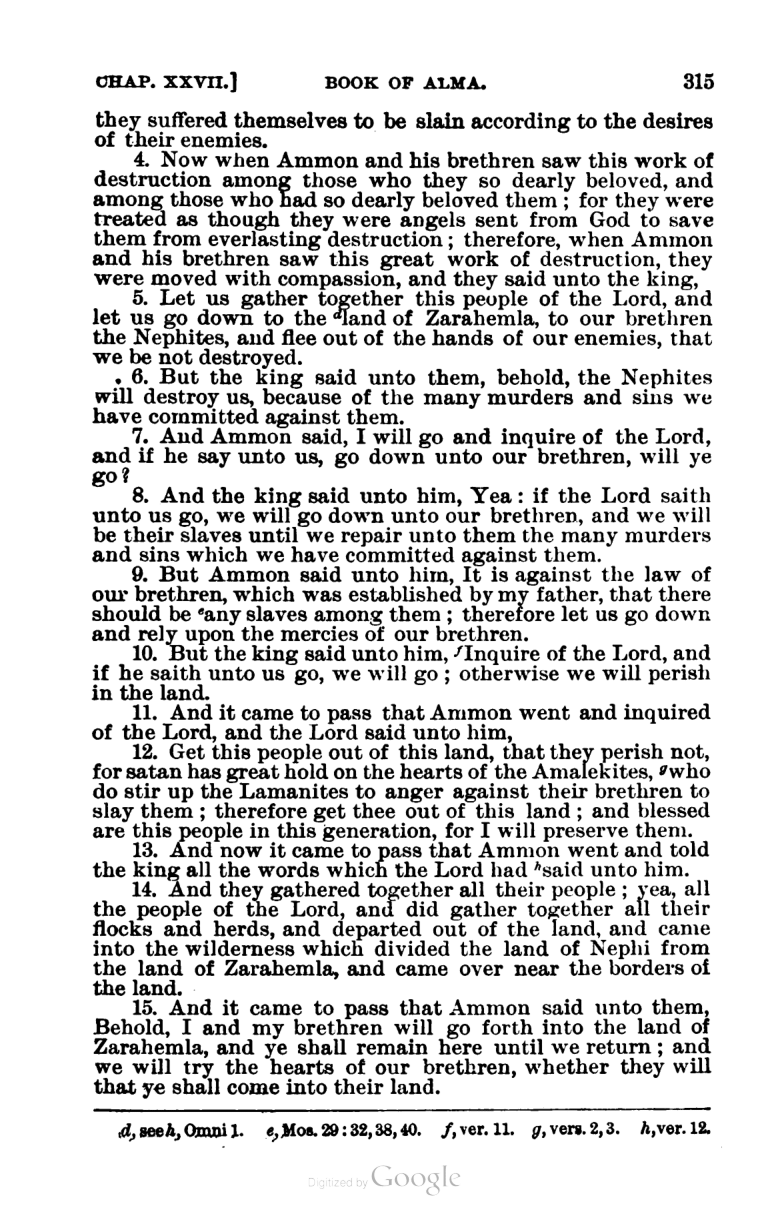 CHAP. XXVII.] BOOK OF ALMA. 315
they suffered themselves to be slain according to the desires
of their enemies.
4. Now when Ammon and his brethren saw this work of
destruction among those who they so dearly beloved, and
among those who had so dearly beloved them ; for they were
treated as though they were angels sent from God to save
them from everlasting destruction ; therefore, when Ammon
and his brethren saw this great work of destruction, they
were moved with compassion, and they said unto the king,
5. Let us gather together this people of the Lord, and
let us go down to the dland of Zarahemla, to our brethren
the Nephites, and flee out of the hands of our enemies, that
we be not destroyed.
6. But the king said unto them, behold, the Nephites
will destroy us, because of the many murders and sins we
have committed against them.
7. And Ammon said, I will go and inquire of the Lord,
and if he say unto us, go down unto our brethren, will ye
go?
8. And the king said unto him, Yea : if the Lord saith
unto us go, we will go down unto our brethren, and we will
be their slaves until we repair unto them the many murders
and sins which we have committed against them.
9. But Ammon said unto him, It is against the law of
our brethren, which was established by my father, that there
should be eany slaves among them ; therefore let us go down
and rely upon the mercies of our brethren.
10. But the king said unto him, fInquire of the Lord, and
if he saith unto us go, we will go ; otherwise we will perish
in the land.
11. And it came to pass that Ammon went and inquired
of the Lord, and the Lord said unto him,
12. Get this people out of this land, that they perish not,
for satan has great hold on the hearts of the Amalekites, gwho
do stir up the Lamanites to anger against their brethren to
slay them ; therefore get thee out of this land ; and blessed
are this people in this generation, for I will preserve them.
13. And now it came to pass that Ammon went and told
the king all the words which the Lord had hsaid unto him.
14. And they gathered together all their people ; yea, all
the people of the Lord, and did gather together all their
flocks and herds, and departed out of the land, and came
into the wilderness which divided the land of Nephi from
the land of Zarahemla, and came over near the borders of
the land.
15. And it came to pass that Ammon said unto them,
Behold, I and my brethren will go forth into the land of
Zarahemla, and ye shall remain here until we return ; and
we will try the hearts of our brethren, whether they will
that ye shall come into their land.
d, see h, Omni 1. e, Mos. 29 : 32, 38, 40. f, ver. 11. g, vers. 2, 3. h, ver. 12.
Digitized by Google